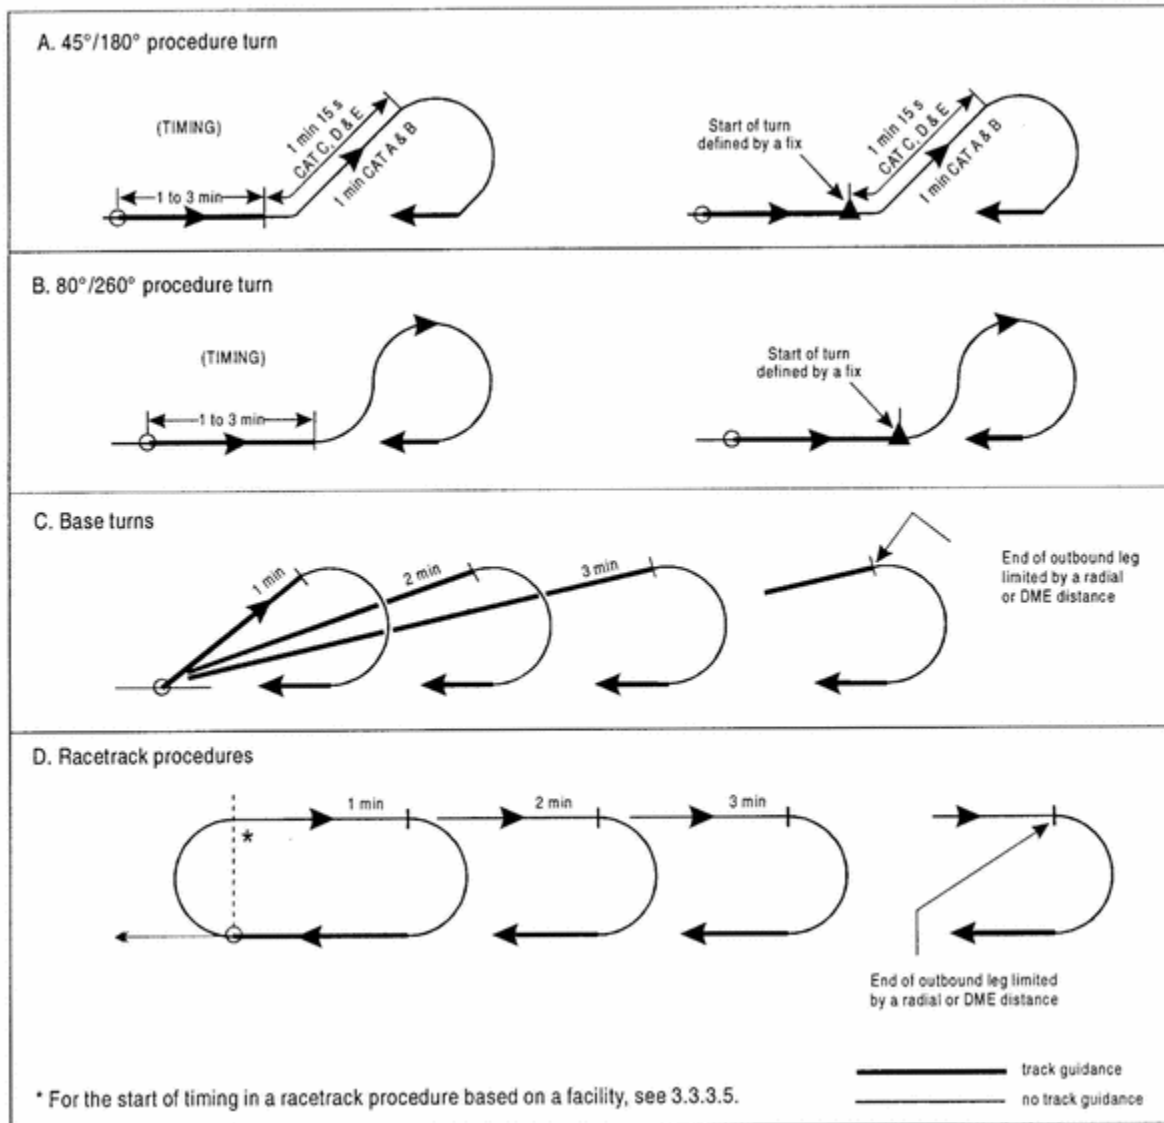 A. 45°/180° procedure turn
(TIMING)
1 to 3 min
1 min 15 s
CAT C, D & E
1 min CAT A & B
Start of turn
defined by a fix
1 min 15 s
CAT C, D & E
1 min CAT A & B
B. 80°/260° procedure turn
(TIMING)
1 to 3 min
Start of turn
defined by a fix
C. Base turns
1 min
2 min
3 min
End of outbound leg
limited by a radial
or DME distance
D. Racetrack procedures
1 min
2 min
3 min
*
End of outbound leg limited
by a radial or DME distance
track guidance
no track guidance
* For the start of timing in a racetrack procedure based on a facility, see 3.3.3.5.